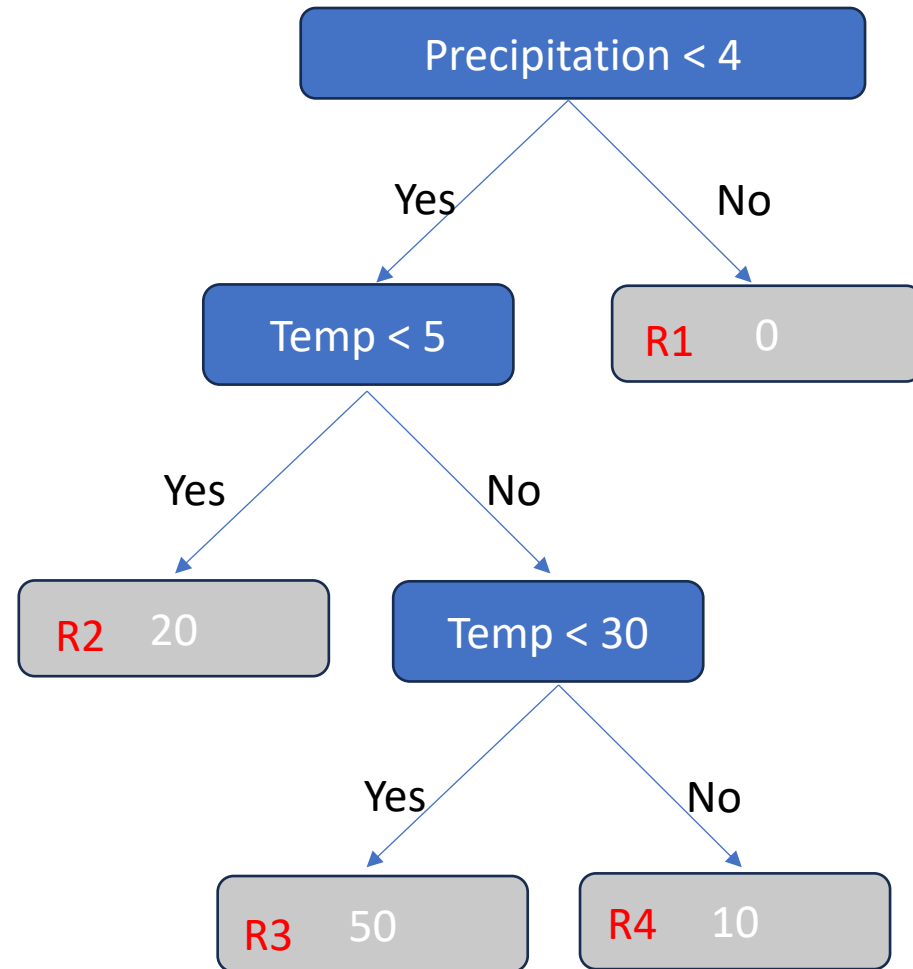 Precipitation < 4
Yes
No
Temp < 5
R1 0
Yes
No
R2 20
Temp < 30
Yes
No
R3 50
R4 10